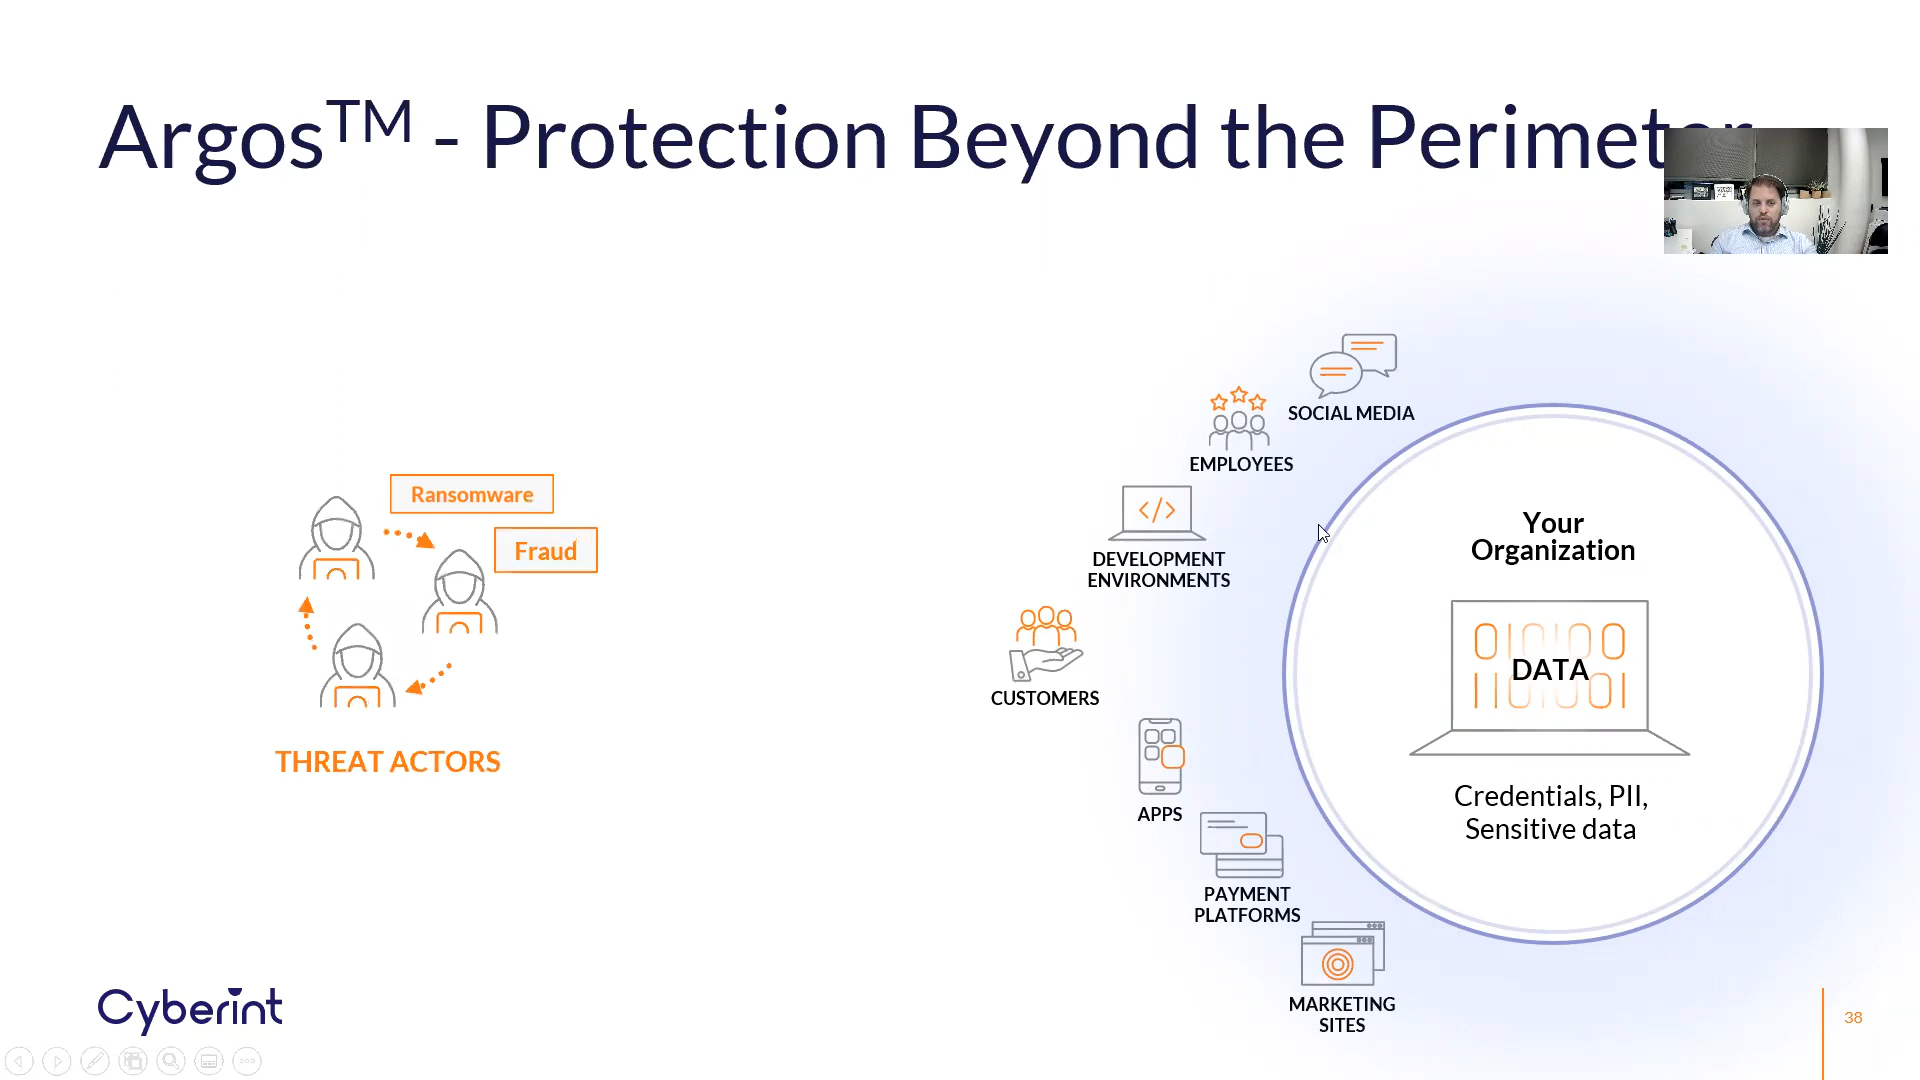 Argos™ - Protection Beyond the Perimeter
SOCIAL MEDIA
EMPLOYEES
Ransomware
Fraud
DEVELOPMENT
ENVIRONMENTS
Your
Organization
CUSTOMERS
DATA
THREAT ACTORS
APPS
Credentials, PII,
Sensitive data
PAYMENT
PLATFORMS
MARKETING
SITES
Cyberint
38